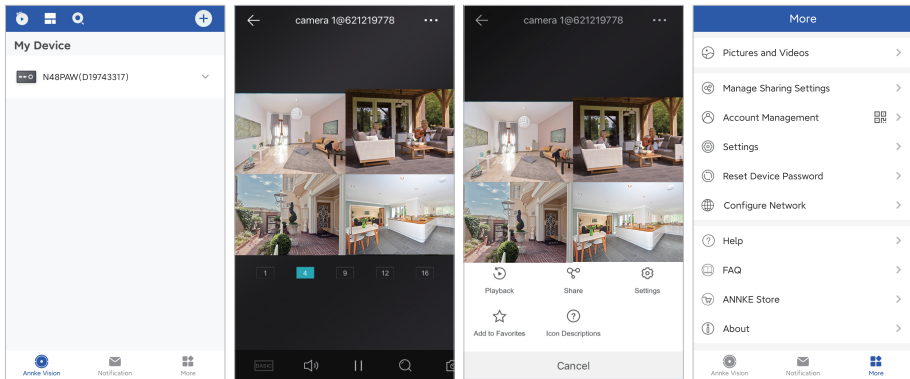 My Device
N48PAW(D19743317)
Annke Vision
Notification
More
camera 1@621219778
1
4
9
12
16
BASIC
camera 1@621219778
Playback
Share
Settings
Add to Favorites
Icon Descriptions
Cancel
More
Pictures and Videos
Manage Sharing Settings
Account Management
Settings
Reset Device Password
Configure Network
Help
FAQ
ANNKE Store
About
Annke Vision
Notification
More